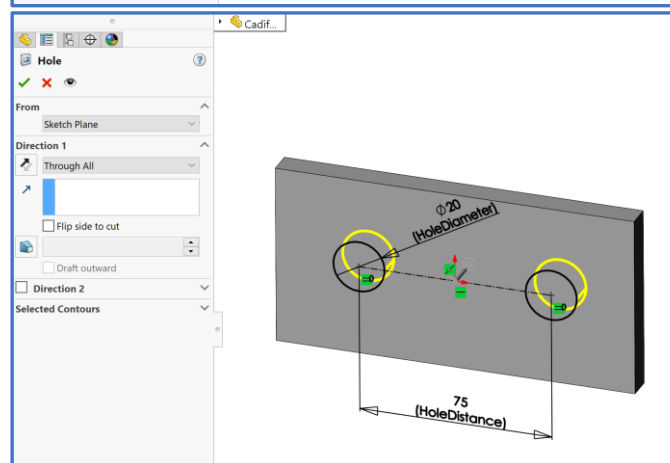 Cadif...
Hole
?
From
Sketch Plane
Direction 1
Through All
Flip side to cut
Draft outward
Direction 2
Selected Contours
⌀20
(HoleDiameter)
75
(HoleDistance)